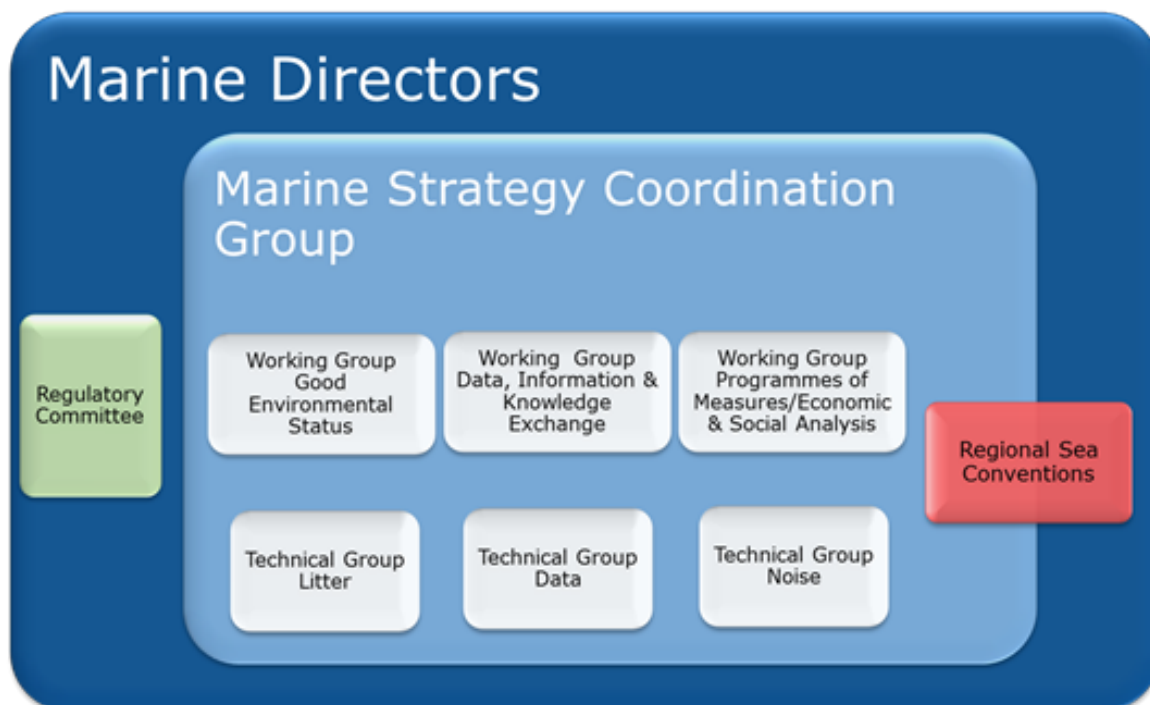 Marine Directors
Marine Strategy Coordination
Group
Regulatory
Committee
Working Group
Good
Environmental
Status
Working Group
Data, Information &
Knowledge
Exchange
Working Group
Programmes of
Measures/Economic
& Social Analysis
Regional Sea
Conventions
Technical Group
Litter
Technical Group
Data
Technical Group
Noise